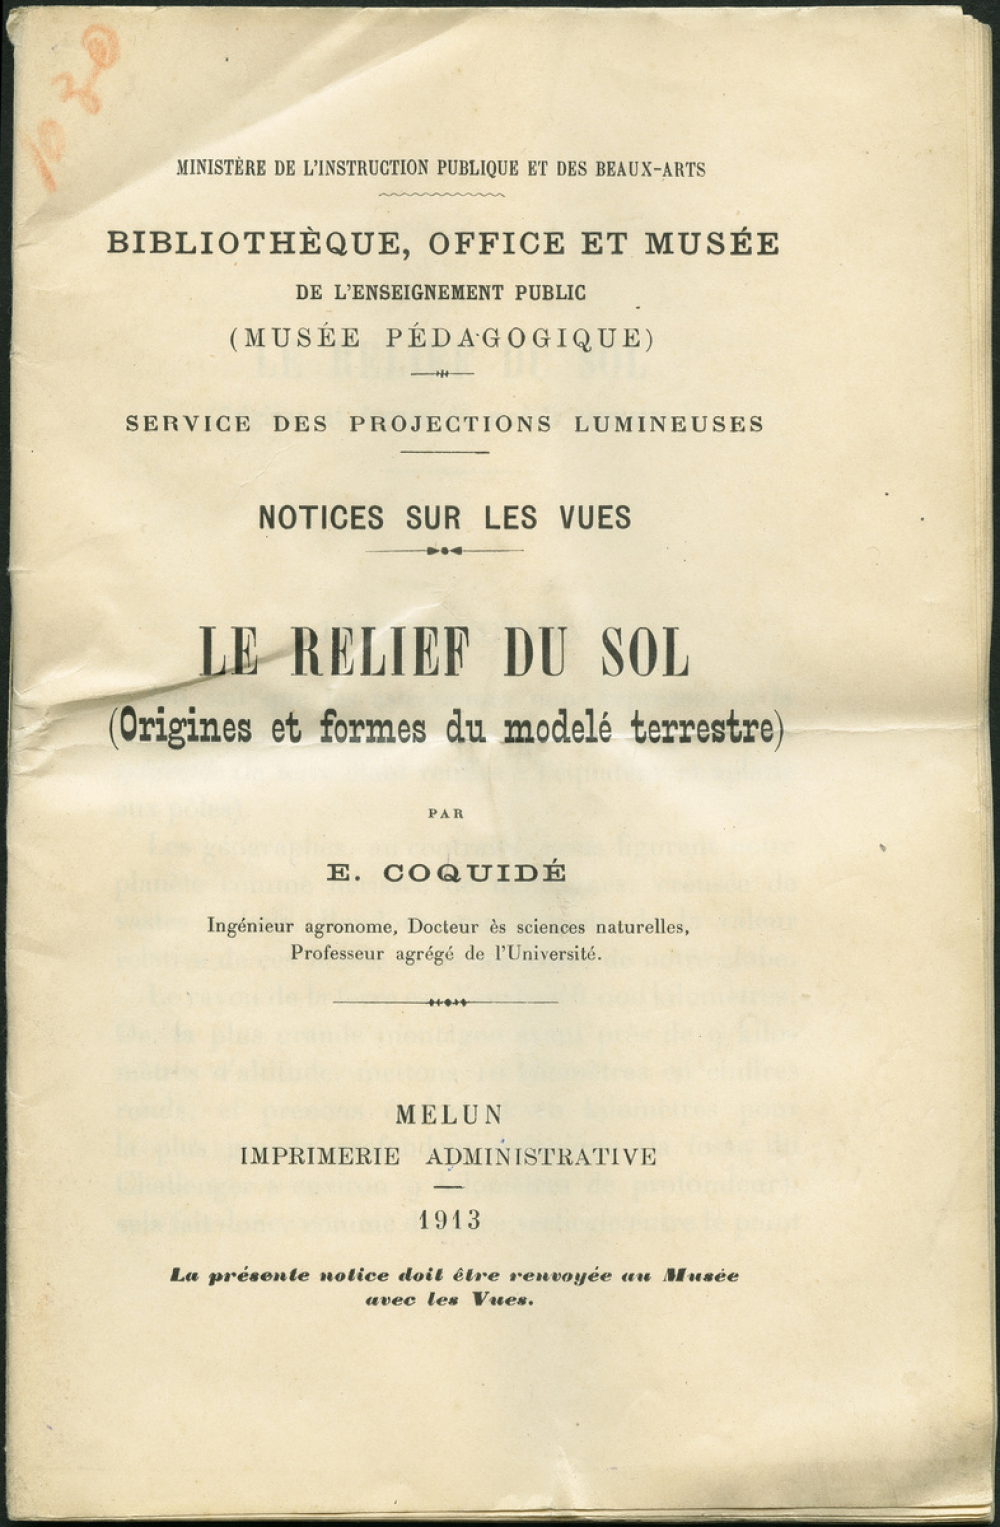 MINISTÈRE DE L'INSTRUCTION PUBLIQUE ET DES BEAUX-ARTS
BIBLIOTHÈQUE, OFFICE ET MUSÉE
DE L'ENSEIGNEMENT PUBLIC
(MUSÉE PÉDAGOGIQUE)
SERVICE DES PROJECTIONS LUMINEUSES
NOTICES SUR LES VUES
LE RELIEF DU SOL
(Origines et formes du modelé terrestre)
PAR
E. COQUIDÉ
Ingénieur agronome, Docteur ès sciences naturelles,
Professeur agrégé de l'Université.
MELUN
IMPRIMERIE ADMINISTRATIVE
1913
La présente notice doit être renvoyée au Musée
avec les Vues.